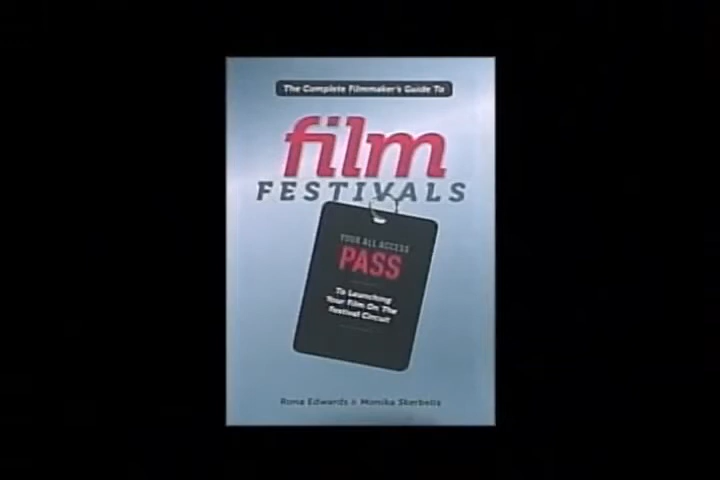 The Complete Filmmaker's Guide To
film
FESTIVALS
YOUR ALL ACCESS
PASS
To Launching
Your Film On The
Festival Circuit
Rona Edwards & Monika Skerbelis